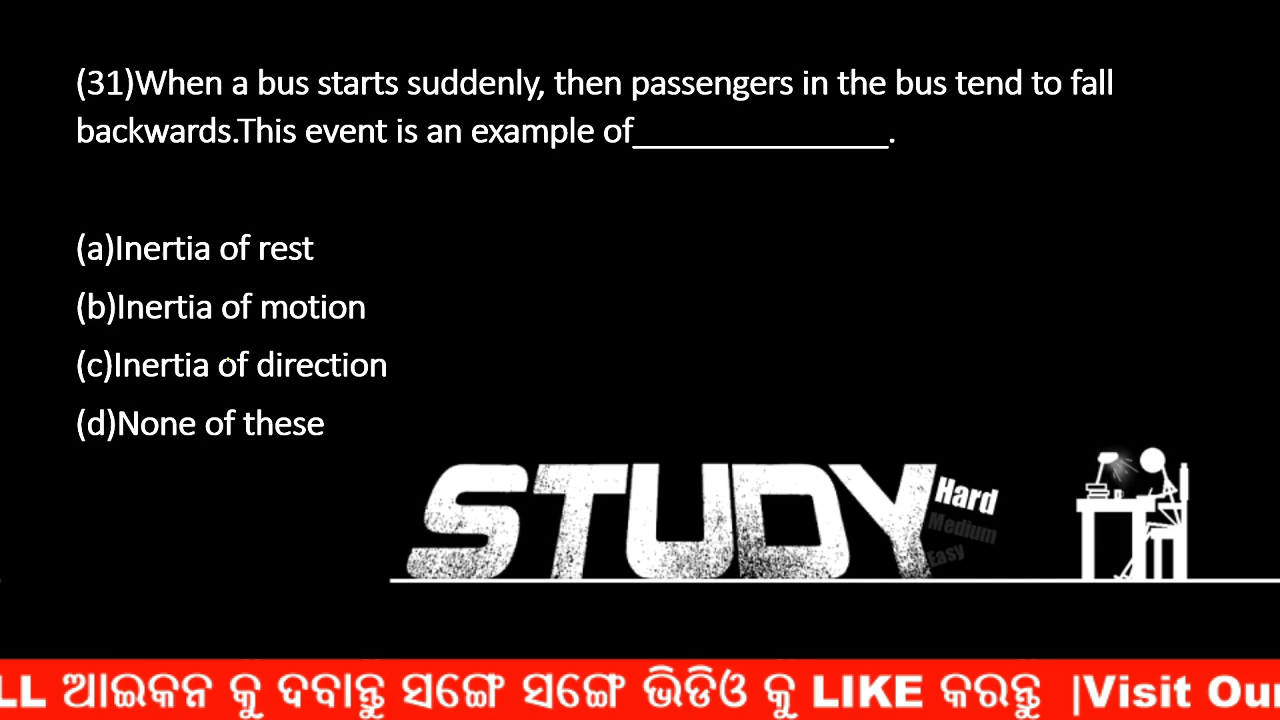 (31)When a bus starts suddenly, then passengers in the bus tend to fall
backwards.This event is an example of_______________.
(a)Inertia of rest
(b)Inertia of motion
(c)Inertia of direction
(d)None of these
STUDY
Hard
Medium
Easy
LL ଆଇକନ କୁ ଦବାନ୍ତୁ ସଙ୍ଗେ ସଙ୍ଗେ ଭିଡିଓ କୁ LIKE କରନ୍ତୁ |Visit Our